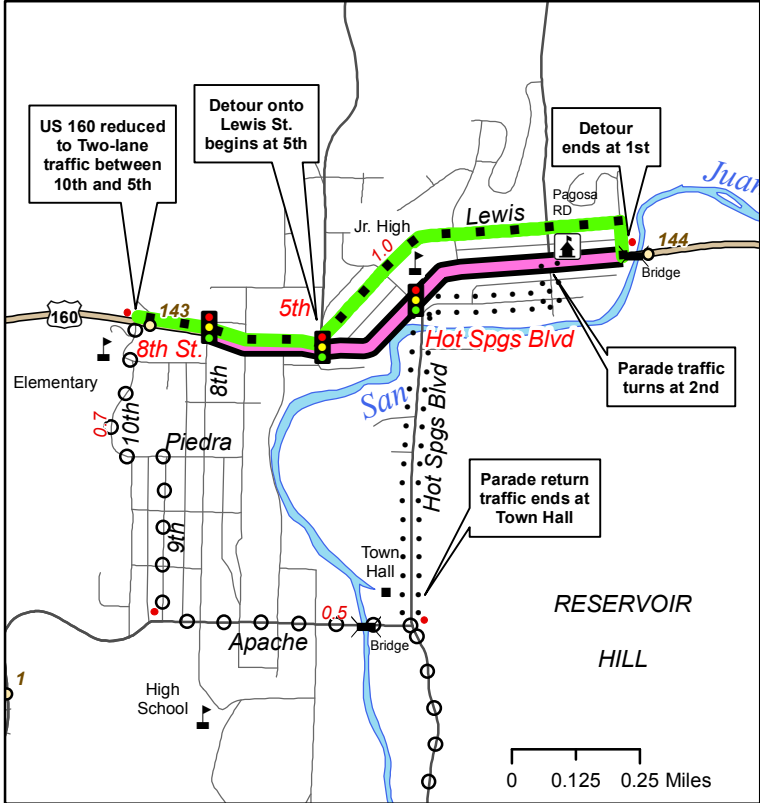 US 160 reduced
to Two-lane
traffic between
10th and 5th
Detour onto
Lewis St.
begins at 5th
Detour
ends at 1st
Juan
Pagosa
RD
Lewis
Jr. High
1.0
144
Bridge
160
143
5th
8th St.
Hot Spgs Blvd
Elementary
8th
San
Parade traffic
turns at 2nd
10th
0.7
Piedra
Hot Spgs Blvd
9th
Parade return
traffic ends at
Town Hall
Town
Hall
0.5
Apache
Bridge
RESERVOIR
HILL
1
High
School
0 0.125 0.25 Miles